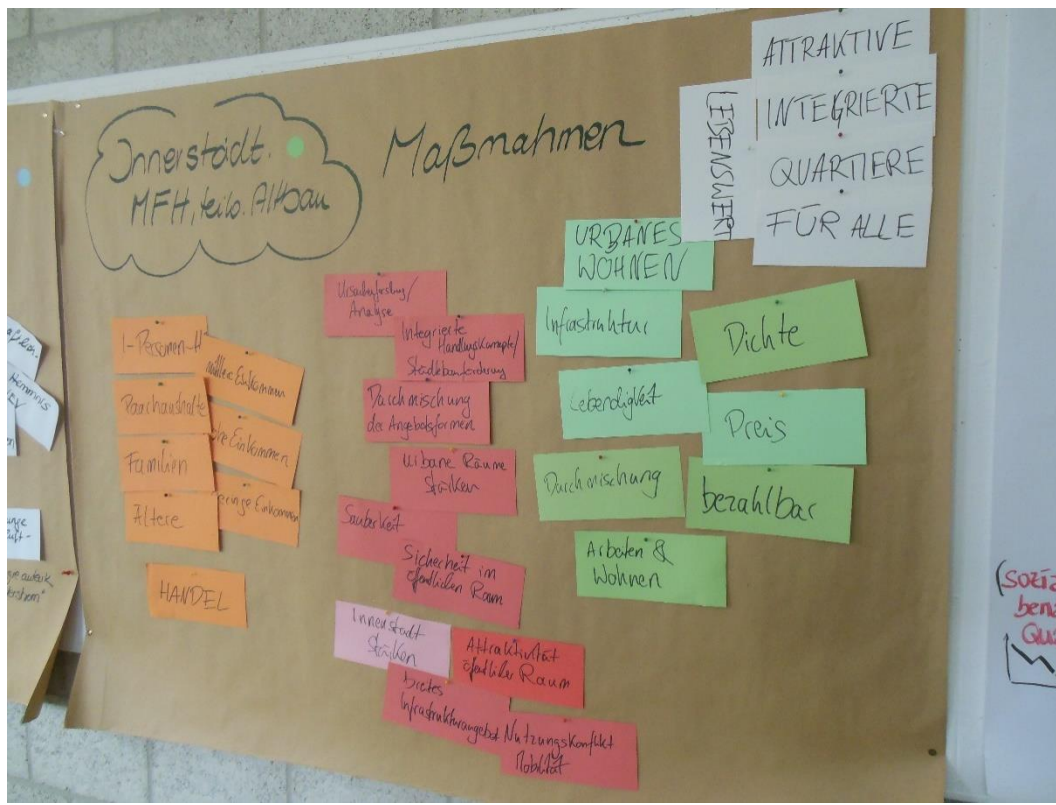 Innerstädt.
MFH, teilw. Altbau
Maßnahmen
LEBENSWERT
ATTRAKTIVE
INTEGRIERTE
QUARTIERE
FÜR ALLE
1-Personen-H
mittlere Einkommen
Paarhaushalte
Einkommen
Familien
geringe Einkommen
Ältere
HANDEL
Ursachenforschung/
Analyse
Integrierte
Handlungskonzepte/
Städtebauförderung
Durchmischung
der Angebotsformen
Urbane Räume
stärken
Sauberkeit
Sicherheit im
öffentlichen Raum
Innenstadt
stärken
Attraktivität
öffentlicher Raum
breites
Infrastrukturangebot
Nutzungskonflikt
Mobilität
URBANES
WOHNEN
Infrastruktur
Lebendigkeit
Durchmischung
Arbeiten &
Wohnen
Dichte
Preis
bezahlbar
Hemmnis